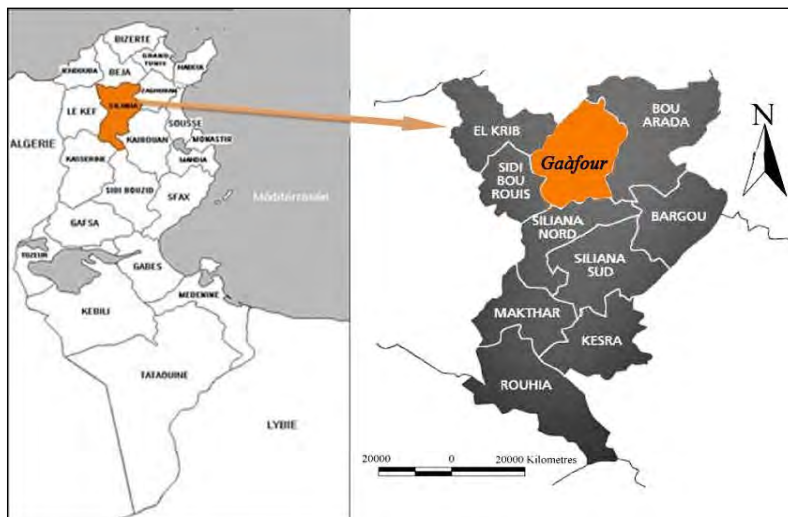 BIZERTE
GRAND
TUNIS
BEJA
LE KEF
ALGERIE
KAIROUAN
SOUSSE
MONASTIR
MAHDIA
KASSERINE
SIDI BOUZID
SFAX
Méditerranée
GAFSA
TOZEUR
GABES
MEDENINE
KEBILI
TATAOUINE
LYBIE
EL KRIB
BOU
ARADA
N
Gaàfour
SIDI
BOU
ROUIS
SILIANA
NORD
BARGOU
SILIANA
SUD
MAKTHAR
KESRA
ROUHIA
20000 0 20000 Kilometres